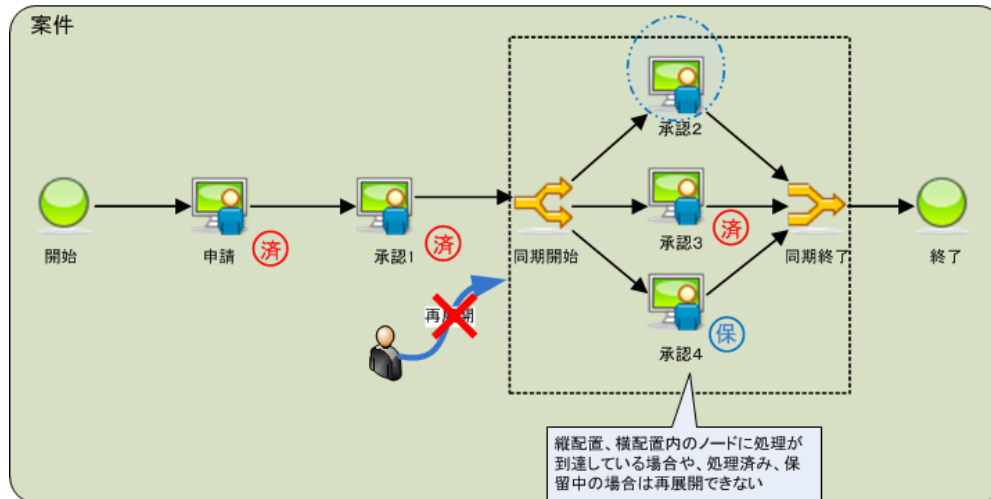 案件
承認2
開始
申請
済
承認1
済
同期開始
承認3
済
同期終了
終了
再展開
承認4
保
縦配置、横配置内のノードに処理が
到達している場合や、処理済み、保
留中の場合は再展開できない